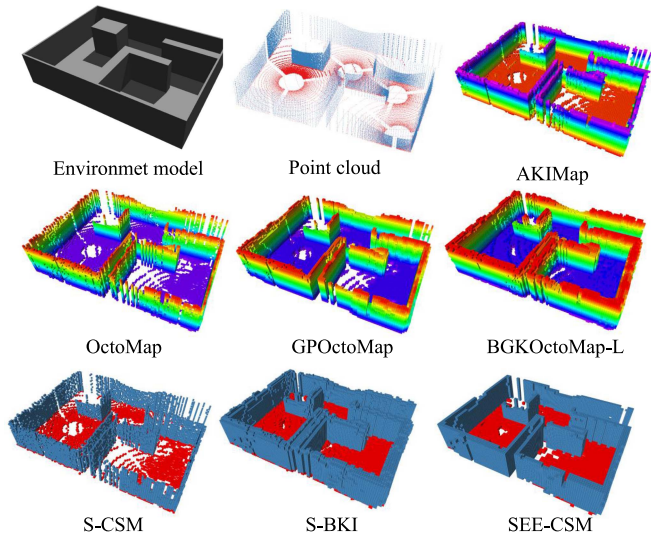 Environmet model
Point cloud
AKIMap
OctoMap
GPOctoMap
BGKOctoMap-L
S-CSM
S-BKI
SEE-CSM